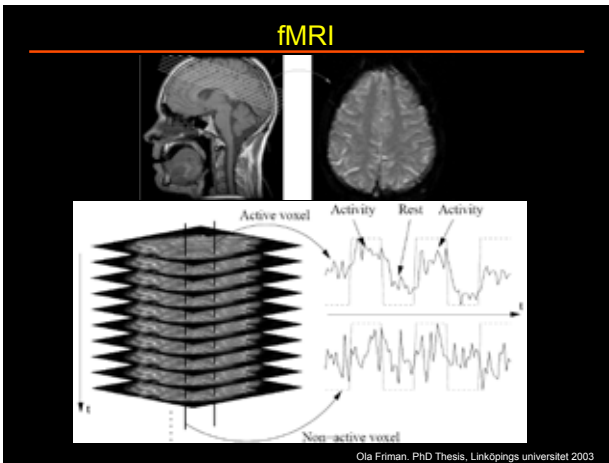 fMRI
Active voxel
Activity Rest Activity
t
t
Non-active voxel
Ola Friman. PhD Thesis, Linköpings universitet 2003